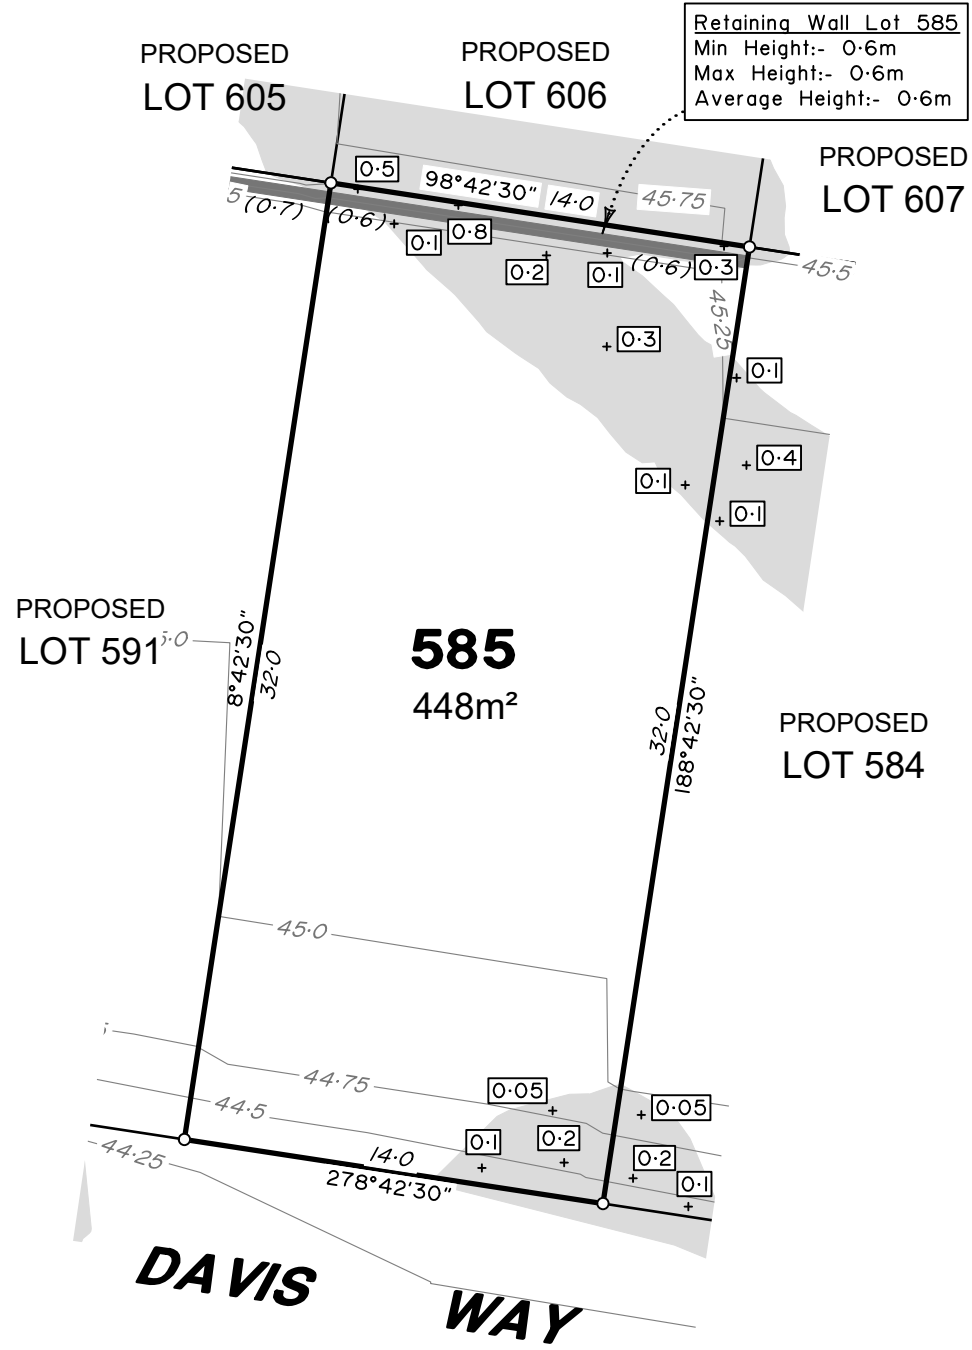 Retaining Wall Lot 585
Min Height:- 0·6m
Max Height:- 0·6m
Average Height:- 0·6m
PROPOSED
LOT 605
PROPOSED
LOT 606
PROPOSED
LOT 607
0·5
98°42'30"
14·0
45·75
5
(0·7)
(0·6)
0·1
0·8
0·2
0·1
(0·6)
0·3
45·5
45·25
0·3
0·1
0·4
0·1
0·1
PROPOSED
LOT 591
5·0
8°42'30"
32·0
585
448m²
32·0
188°42'30"
PROPOSED
LOT 584
45·0
44·75
44·5
44·25
0·05
0·05
0·1
0·2
0·2
0·1
14·0
278°42'30"
DAVIS WAY